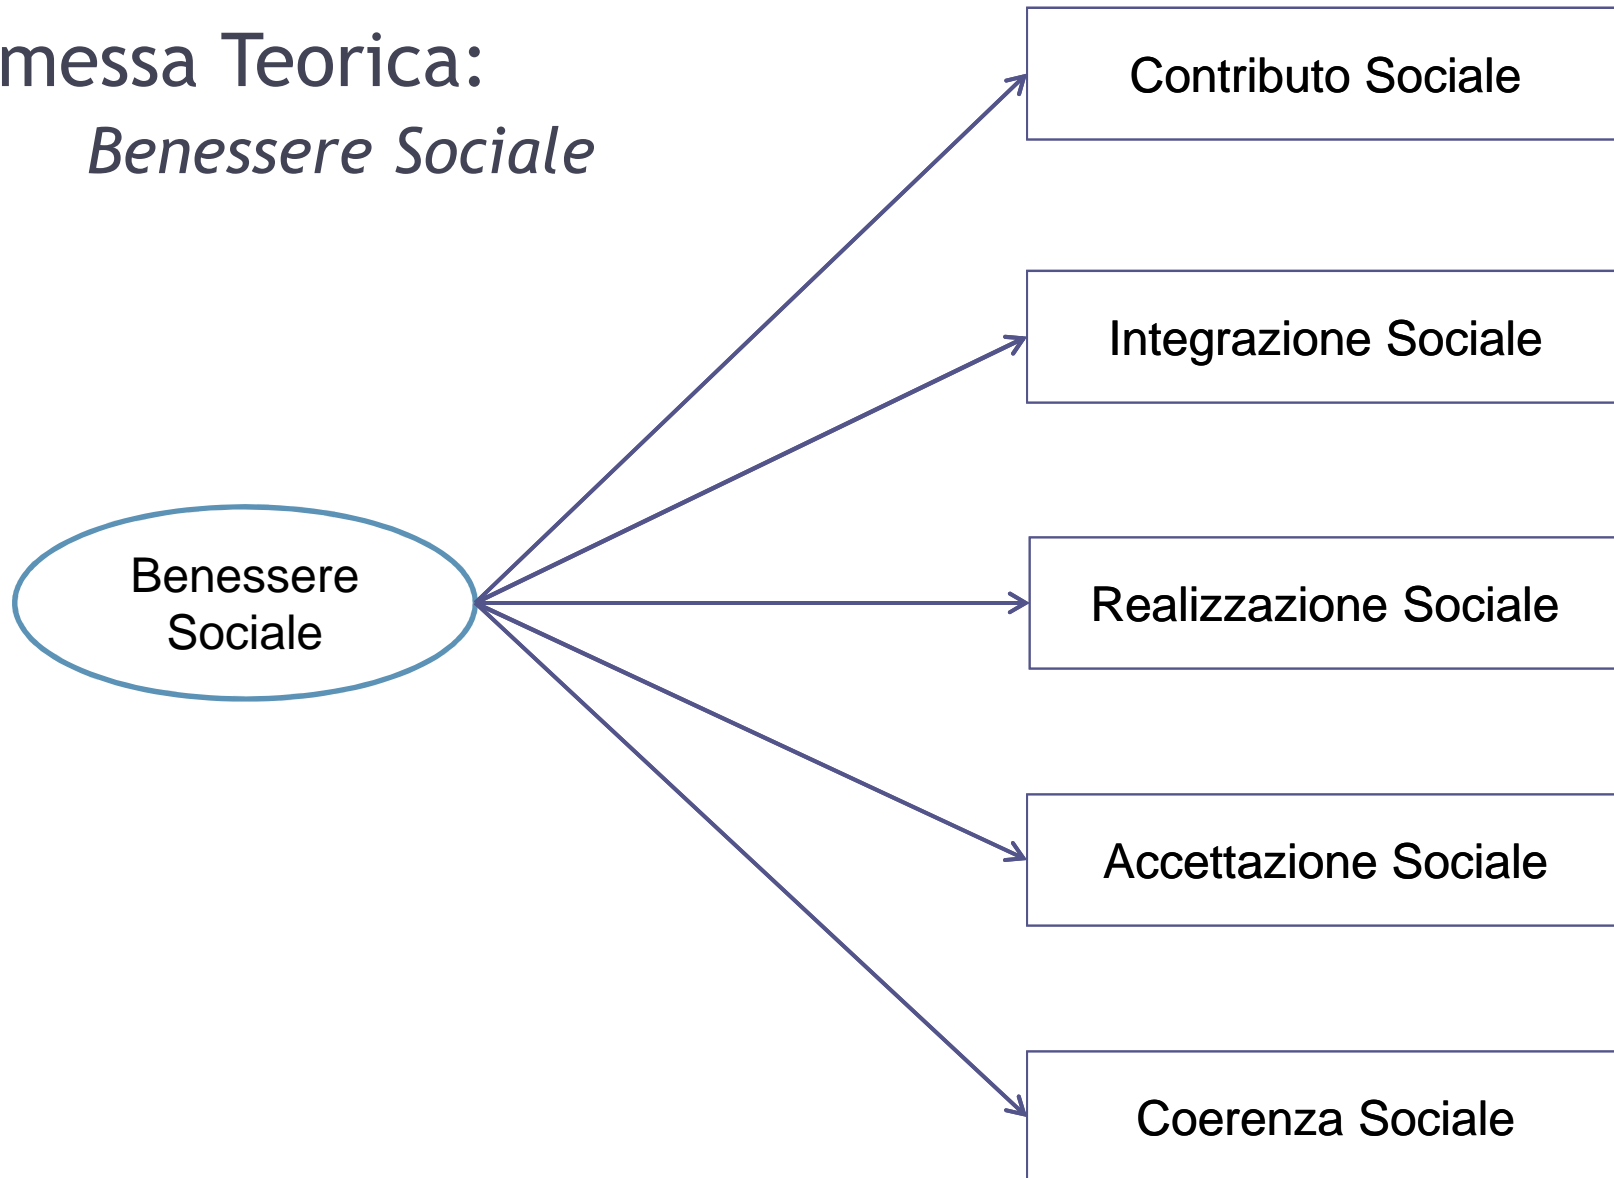 messa Teorica:
Benessere Sociale
Contributo Sociale
Integrazione Sociale
Benessere
Sociale
Realizzazione Sociale
Accettazione Sociale
Coerenza Sociale